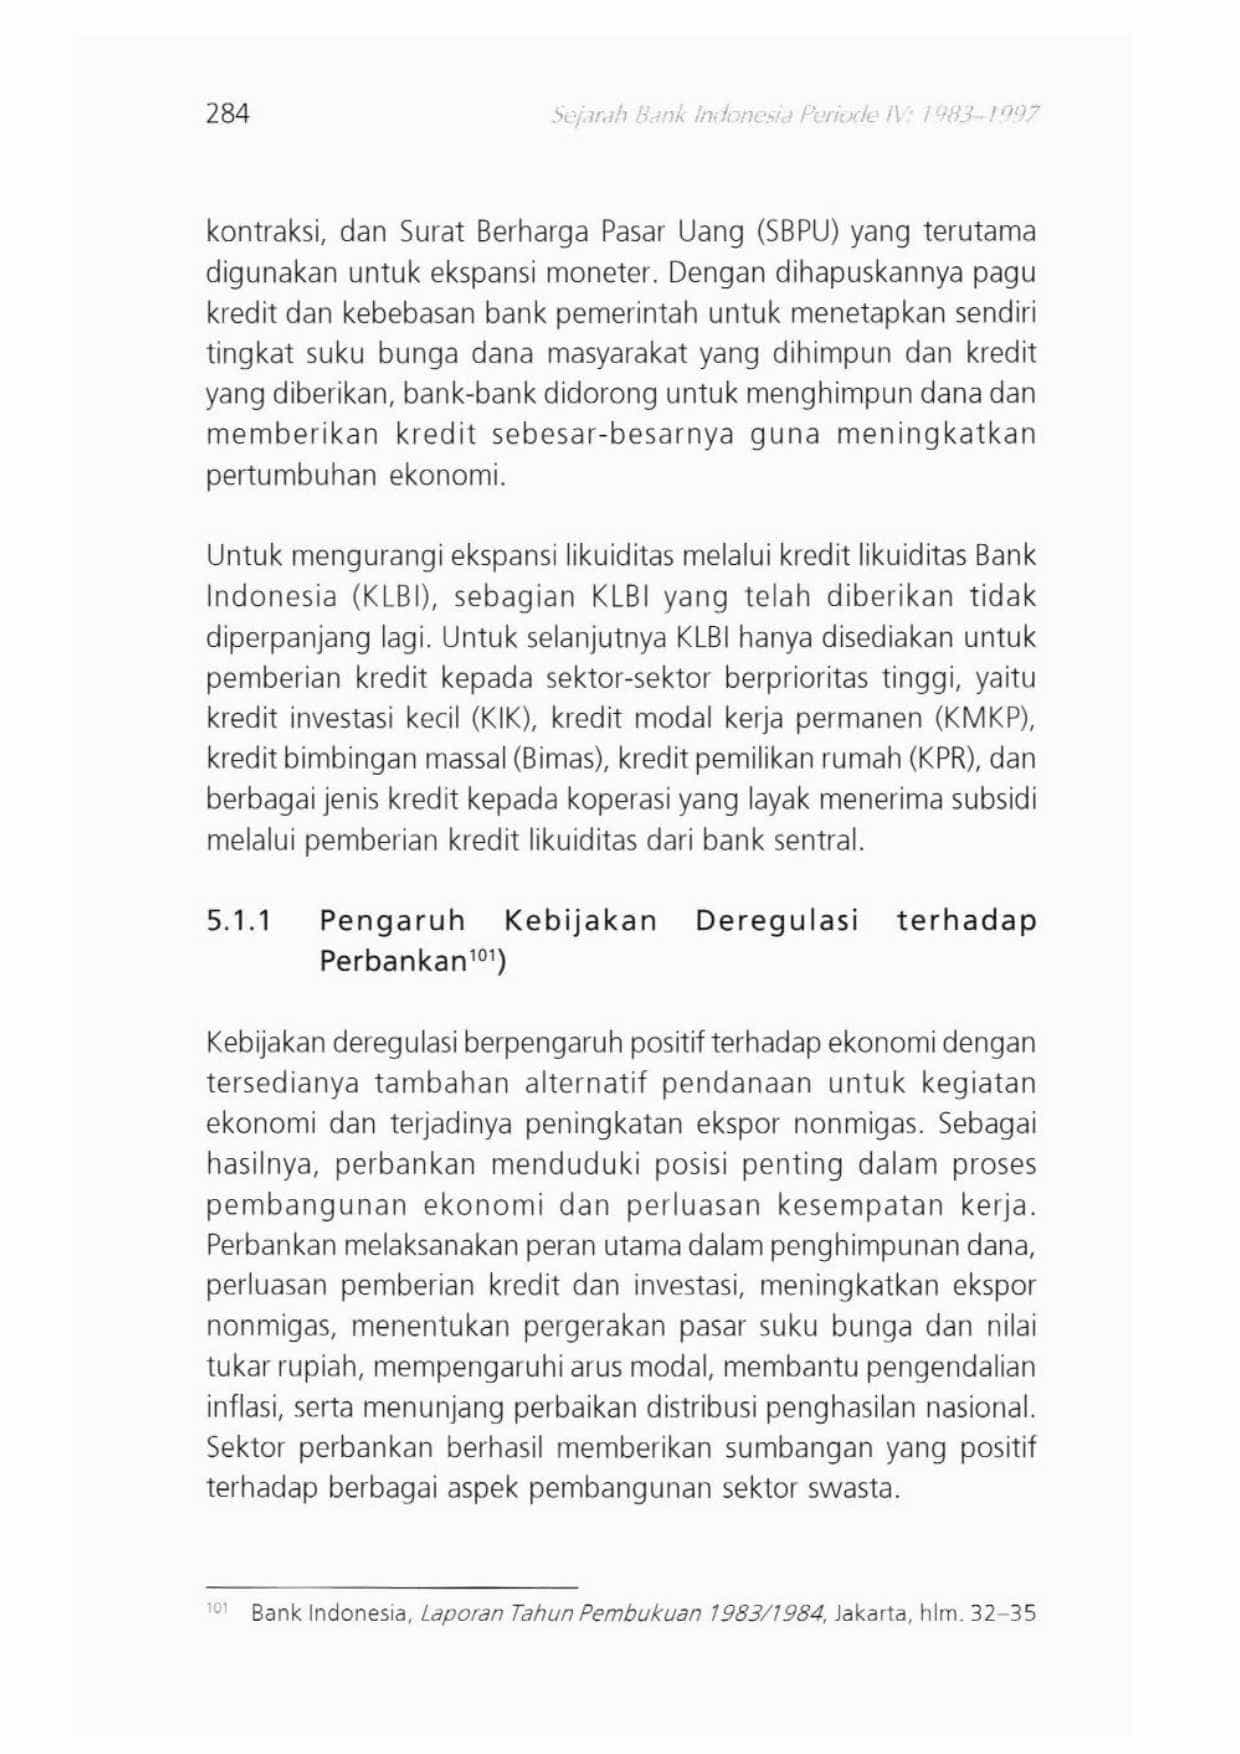 284
Sejarah Bank Indonesia Periode IV: 1983–1997
kontraksi, dan Surat Berharga Pasar Uang (SBPU) yang terutama
digunakan untuk ekspansi moneter. Dengan dihapuskannya pagu
kredit dan kebebasan bank pemerintah untuk menetapkan sendiri
tingkat suku bunga dana masyarakat yang dihimpun dan kredit
yang diberikan, bank-bank didorong untuk menghimpun dana dan
memberikan kredit sebesar-besarnya guna meningkatkan
pertumbuhan ekonomi.
Untuk mengurangi ekspansi likuiditas melalui kredit likuiditas Bank
Indonesia (KLBI), sebagian KLBI yang telah diberikan tidak
diperpanjang lagi. Untuk selanjutnya KLBI hanya disediakan untuk
pemberian kredit kepada sektor-sektor berprioritas tinggi, yaitu
kredit investasi kecil (KIK), kredit modal kerja permanen (KMKP),
kredit bimbingan massal (Bimas), kredit pemilikan rumah (KPR), dan
berbagai jenis kredit kepada koperasi yang layak menerima subsidi
melalui pemberian kredit likuiditas dari bank sentral.
5.1.1 Pengaruh Kebijakan Deregulasi terhadap
Perbankan¹⁰¹)
Kebijakan deregulasi berpengaruh positif terhadap ekonomi dengan
tersedianya tambahan alternatif pendanaan untuk kegiatan
ekonomi dan terjadinya peningkatan ekspor nonmigas. Sebagai
hasilnya, perbankan menduduki posisi penting dalam proses
pembangunan ekonomi dan perluasan kesempatan kerja.
Perbankan melaksanakan peran utama dalam penghimpunan dana,
perluasan pemberian kredit dan investasi, meningkatkan ekspor
nonmigas, menentukan pergerakan pasar suku bunga dan nilai
tukar rupiah, mempengaruhi arus modal, membantu pengendalian
inflasi, serta menunjang perbaikan distribusi penghasilan nasional.
Sektor perbankan berhasil memberikan sumbangan yang positif
terhadap berbagai aspek pembangunan sektor swasta.
¹⁰¹ Bank Indonesia, Laporan Tahun Pembukuan 1983/1984, Jakarta, hlm. 32–35